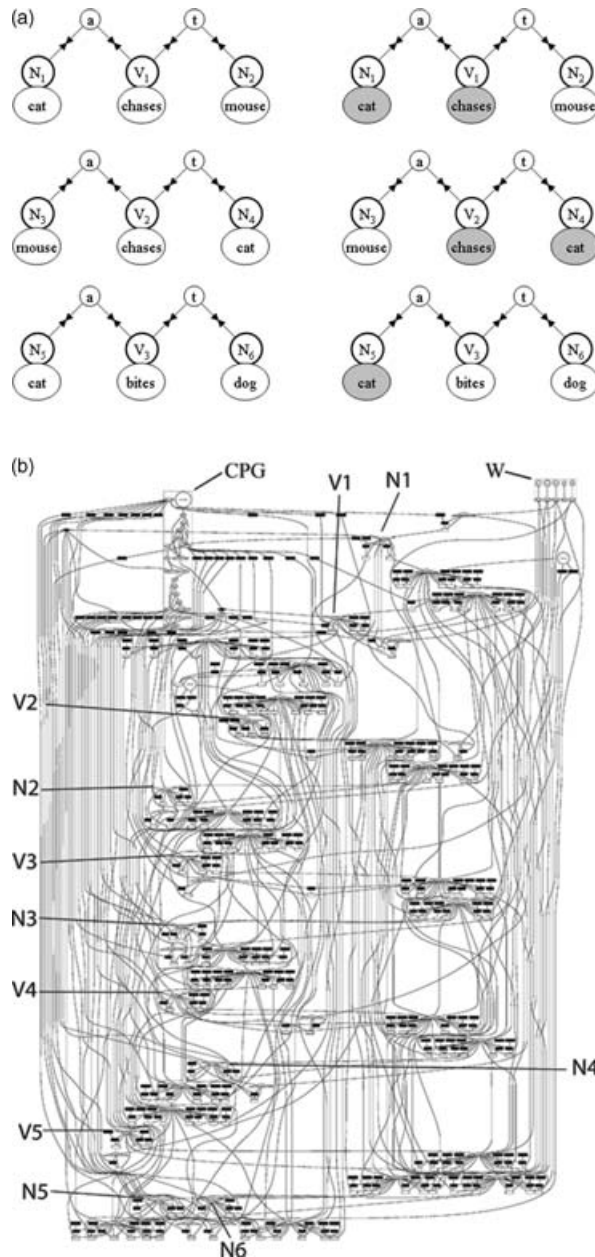 (a)
a t a t
N1 V1 N2 N1 V1 N2
cat chases mouse cat chases mouse
a t a t
N3 V2 N4 N3 V2 N4
mouse chases cat mouse chases cat
a t a t
N5 V3 N6 N5 V3 N6
cat bites dog cat bites dog
(b)
CPG V1 N1 W
V2
N2
V3
N3
V4
N4
V5
N5
N6